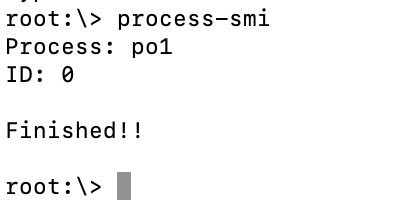 root:\> process-smi
Process: po1
ID: 0
Finished!!
root:\>